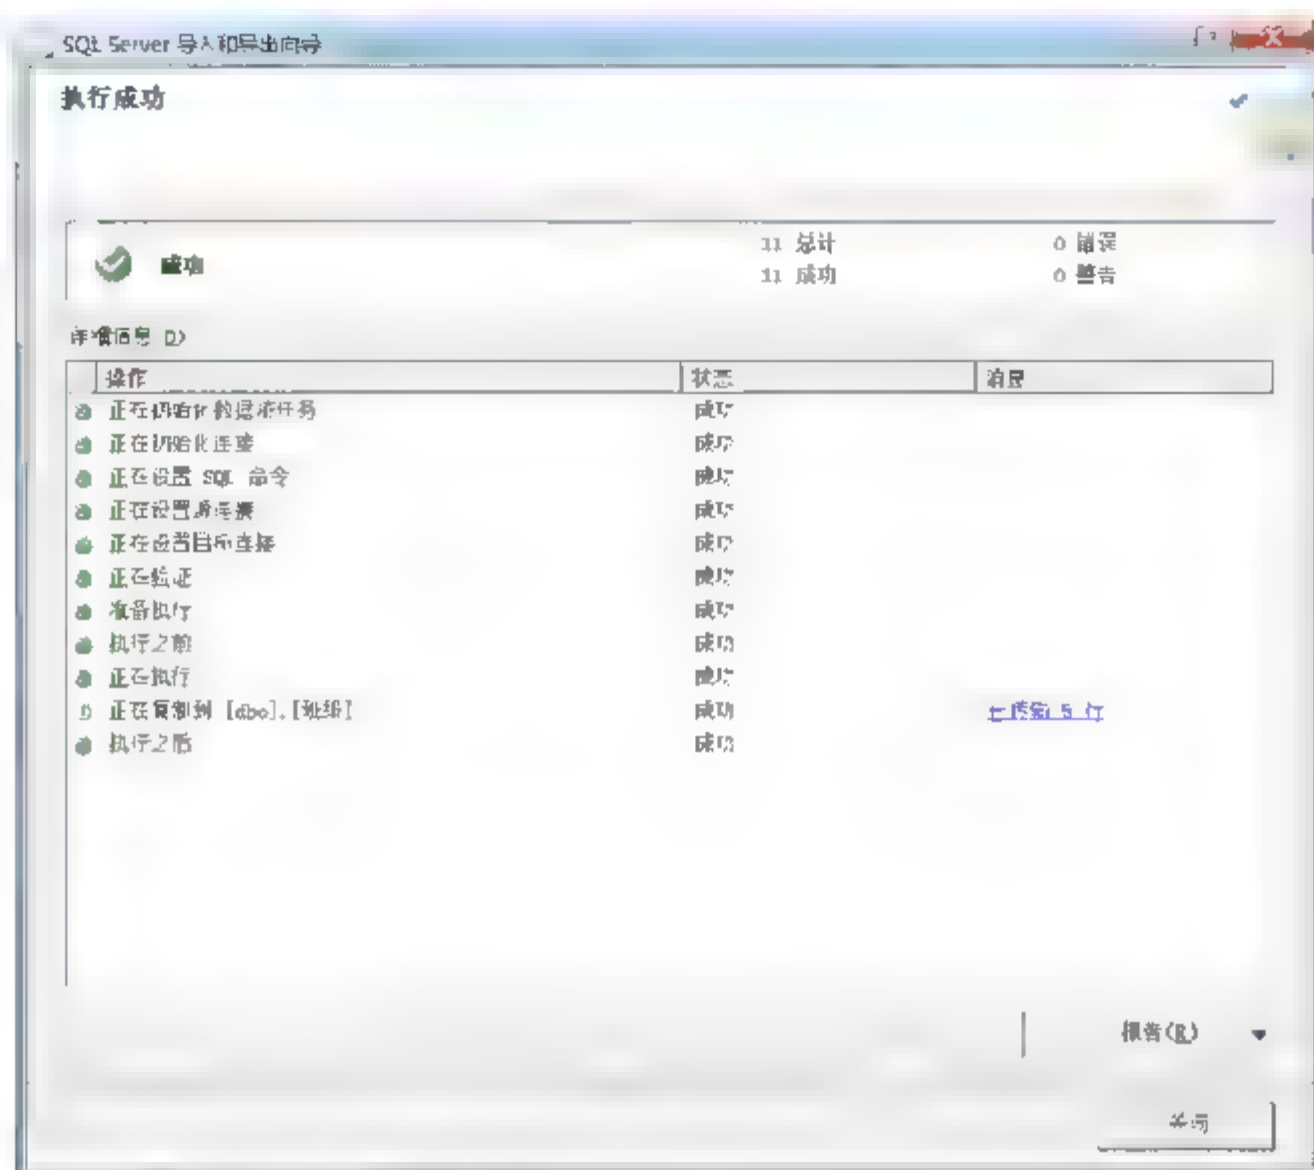 SQL Server 导入和导出向导
执行成功
成功
11 总计
0 错误
11 成功
0 警告
详细信息 D)
操作 状态 消息
正在初始化数据流任务 成功
正在初始化连接 成功
正在设置 SQL 命令 成功
正在设置源连接 成功
正在设置目标连接 成功
正在验证 成功
准备执行 成功
执行之前 成功
正在执行 成功
正在复制到 [dbo].[班级] 成功 已传输 5 行
执行之后 成功
报告(R)
关闭